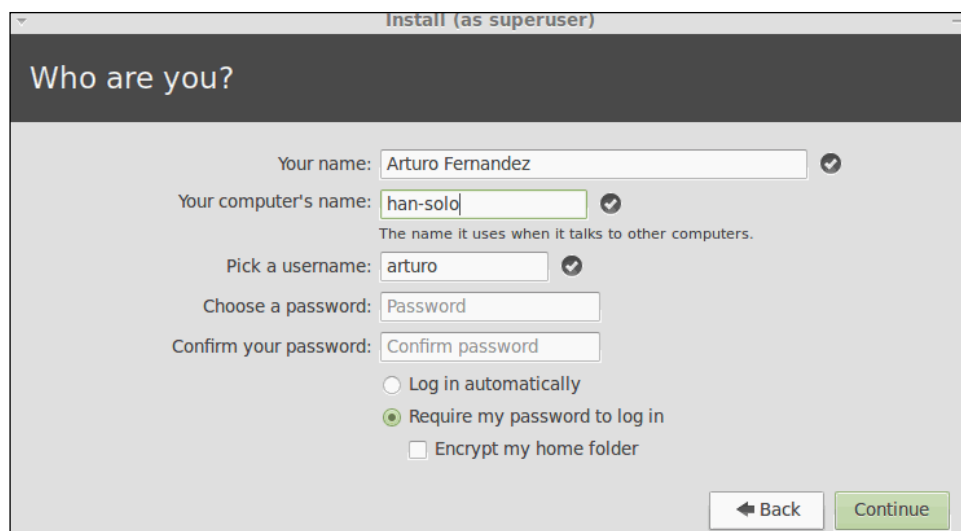 Install (as superuser)
Who are you?
Your name: Arturo Fernandez
Your computer's name: han-solo
The name it uses when it talks to other computers.
Pick a username: arturo
Choose a password: Password
Confirm your password: Confirm password
Log in automatically
Require my password to log in
Encrypt my home folder
Back Continue